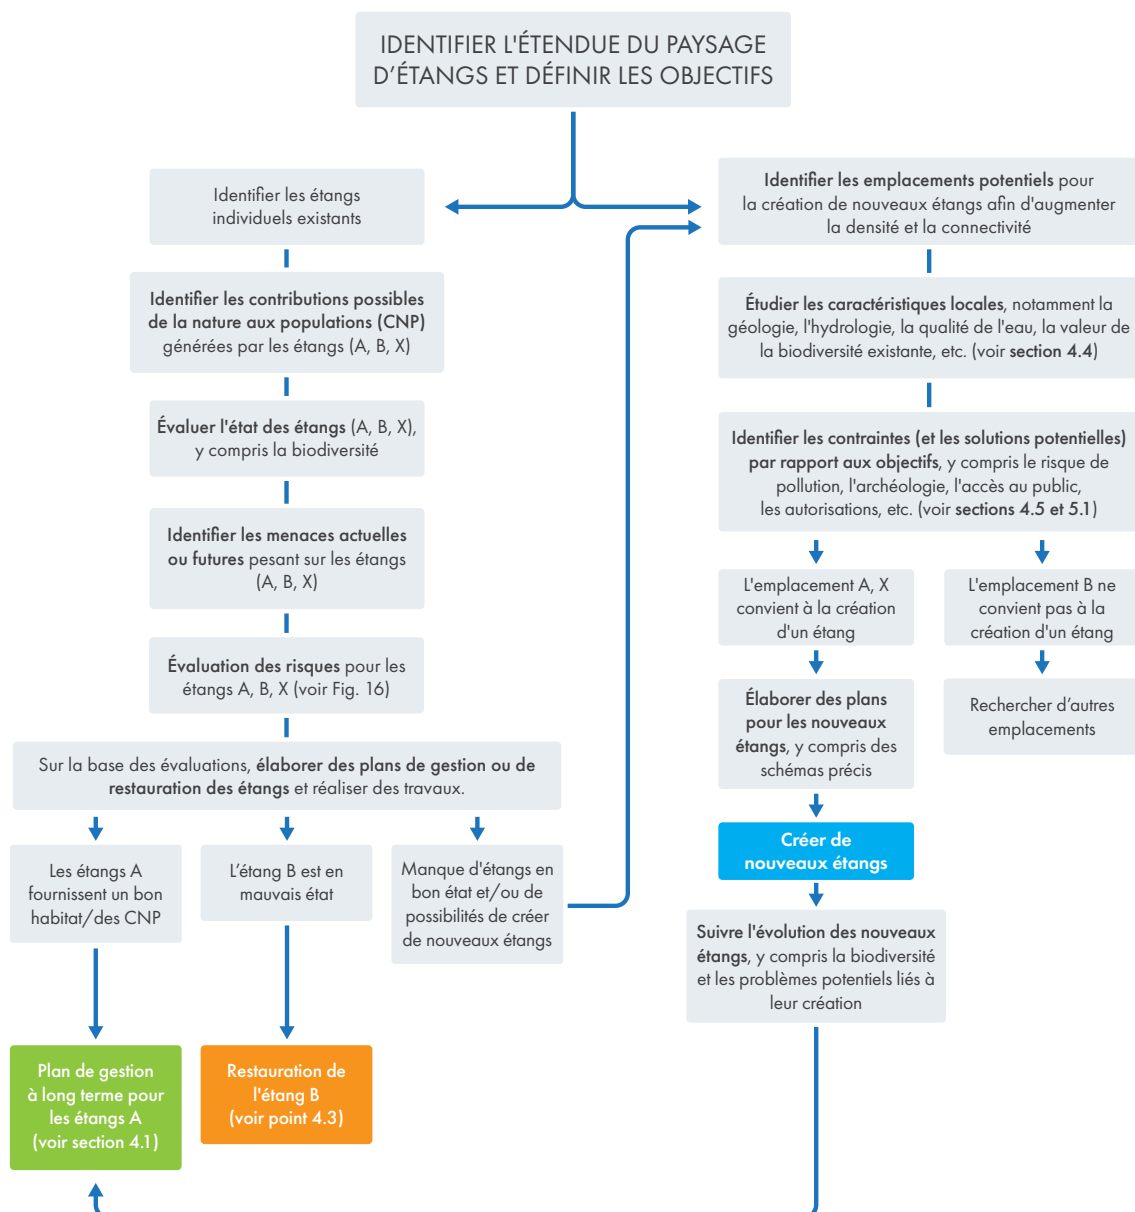 IDENTIFIER L'ÉTENDUE DU PAYSAGE
D'ÉTANGS ET DÉFINIR LES OBJECTIFS
Identifier les étangs
individuels existants
Identifier les contributions possibles
de la nature aux populations (CNP)
générées par les étangs (A, B, X)
Évaluer l'état des étangs (A, B, X),
y compris la biodiversité
Identifier les menaces actuelles
ou futures pesant sur les étangs
(A, B, X)
Évaluation des risques pour les
étangs A, B, X (voir Fig. 16)
Sur la base des évaluations, élaborer des plans de gestion ou de
restauration des étangs et réaliser des travaux.
Les étangs A
fournissent un bon
habitat/des CNP
L'étang B est en
mauvais état
Manque d'étangs en
bon état et/ou de
possibilités de créer
de nouveaux étangs
Plan de gestion
à long terme pour
les étangs A
(voir section 4.1)
Restauration de
l'étang B
(voir point 4.3)
Identifier les emplacements potentiels pour
la création de nouveaux étangs afin d'augmenter
la densité et la connectivité
Étudier les caractéristiques locales, notamment la
géologie, l'hydrologie, la qualité de l'eau, la valeur de
la biodiversité existante, etc. (voir section 4.4)
Identifier les contraintes (et les solutions potentielles)
par rapport aux objectifs, y compris le risque de
pollution, l'archéologie, l'accès au public,
les autorisations, etc. (voir sections 4.5 et 5.1)
L'emplacement A, X
convient à la création
d'un étang
L'emplacement B ne
convient pas à la
création d'un étang
Élaborer des plans
pour les nouveaux
étangs, y compris des
schémas précis
Rechercher d'autres
emplacements
Créer de
nouveaux étangs
Suivre l'évolution des nouveaux
étangs, y compris la biodiversité
et les problèmes potentiels liés à
leur création